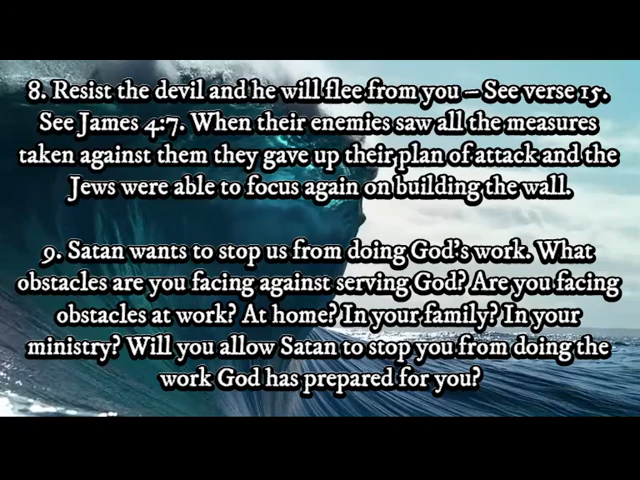 8. Resist the devil and he will flee from you – See verse 15.
See James 4:7. When their enemies saw all the measures
taken against them they gave up their plan of attack and the
Jews were able to focus again on building the wall.
9. Satan wants to stop us from doing God's work. What
obstacles are you facing against serving God? Are you facing
obstacles at work? At home? In your family? In your
ministry? Will you allow Satan to stop you from doing the
work God has prepared for you?